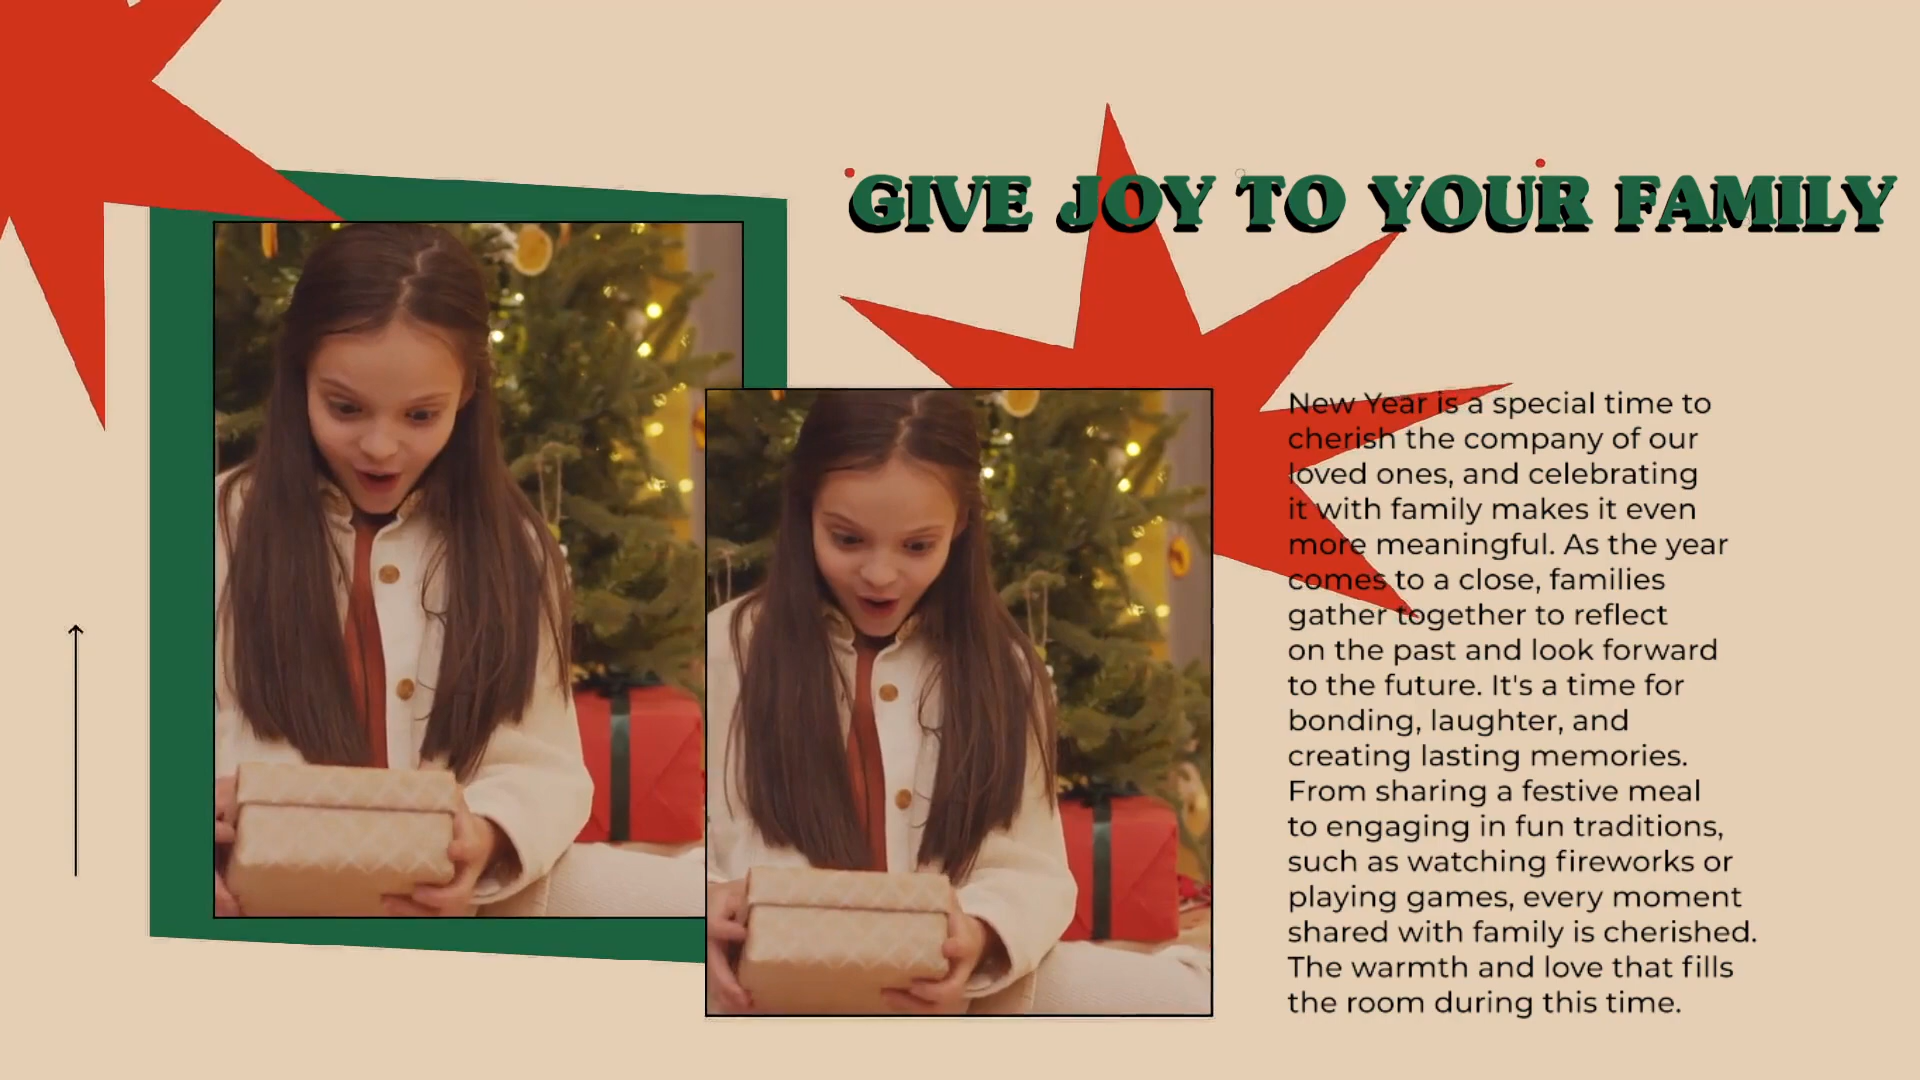 GIVE JOY TO YOUR FAMILY
New Year is a special time to
cherish the company of our
loved ones, and celebrating
it with family makes it even
more meaningful. As the year
comes to a close, families
gather together to reflect
on the past and look forward
to the future. It's a time for
bonding, laughter, and
creating lasting memories.
From sharing a festive meal
to engaging in fun traditions,
such as watching fireworks or
playing games, every moment
shared with family is cherished.
The warmth and love that fills
the room during this time.